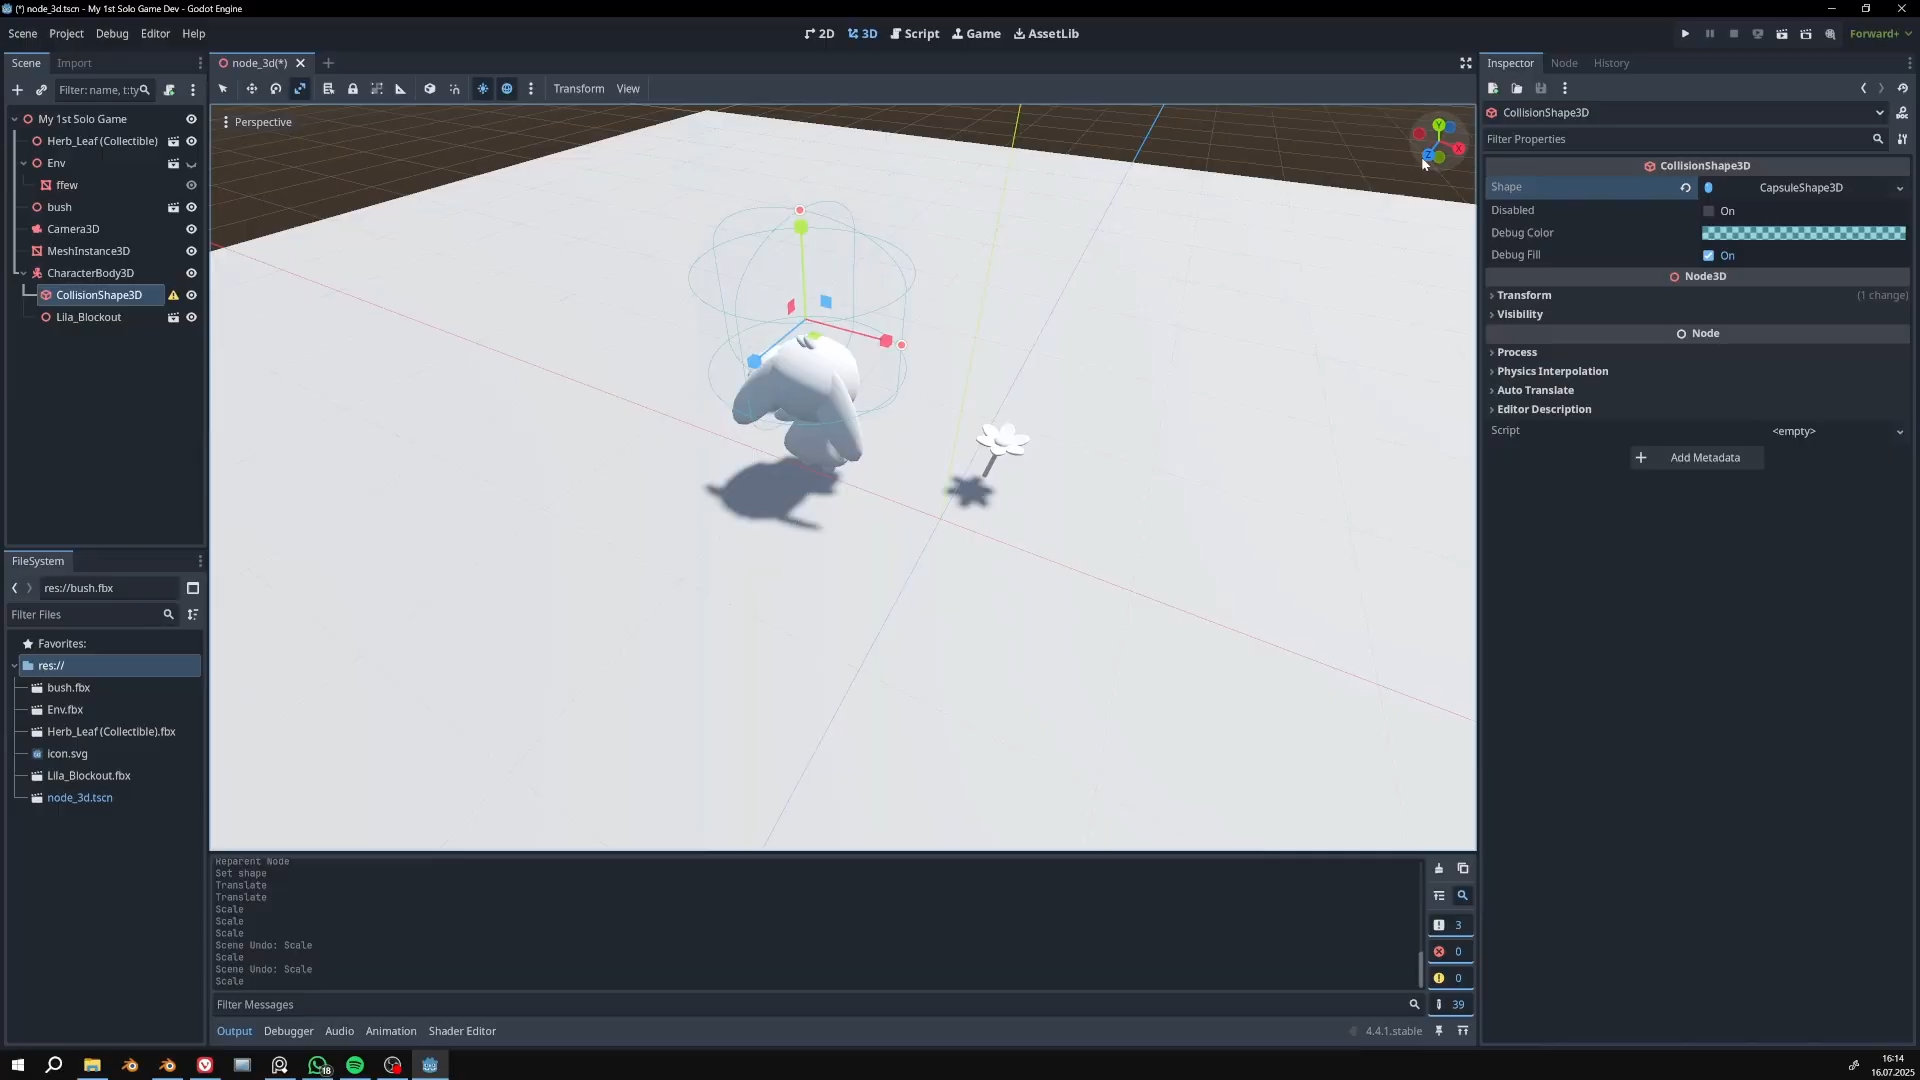 (*) node_3d.tscn - My 1st Solo Game Dev - Godot Engine
Scene Project Debug Editor Help
2D 3D Script Game AssetLib
Forward+
Scene Import
Filter: name, t:ty
My 1st Solo Game
Herb_Leaf (Collectible)
Env
ffew
bush
Camera3D
MeshInstance3D
CharacterBody3D
CollisionShape3D
Lila_Blockout
FileSystem
res://bush.fbx
Filter Files
Favorites:
res://
bush.fbx
Env.fbx
Herb_Leaf (Collectible).fbx
icon.svg
Lila_Blockout.fbx
node_3d.tscn
node_3d(*)
Transform View
Perspective
Y
X
Z
Reparent Node
Set shape
Translate
Translate
Scale
Scale
Scale
Scene Undo: Scale
Scale
Scene Undo: Scale
Scale
Filter Messages
3
0
0
39
Output Debugger Audio Animation Shader Editor
4.4.1.stable
Inspector Node History
CollisionShape3D
Filter Properties
CollisionShape3D
Shape CapsuleShape3D
Disabled On
Debug Color
Debug Fill On
Node3D
Transform (1 change)
Visibility
Node
Process
Physics Interpolation
Auto Translate
Editor Description
Script <empty>
Add Metadata
18
16:14
16.07.2025